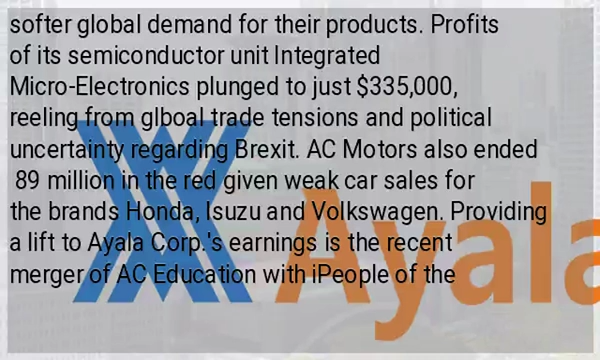 softer global demand for their products. Profits
of its semiconductor unit Integrated
Micro-Electronics plunged to just $335,000,
reeling from glboal trade tensions and political
uncertainty regarding Brexit. AC Motors also ended
89 million in the red given weak car sales for
the brands Honda, Isuzu and Volkswagen. Providing
a lift to Ayala Corp.'s earnings is the recent
merger of AC Education with iPeople of the
Ayala